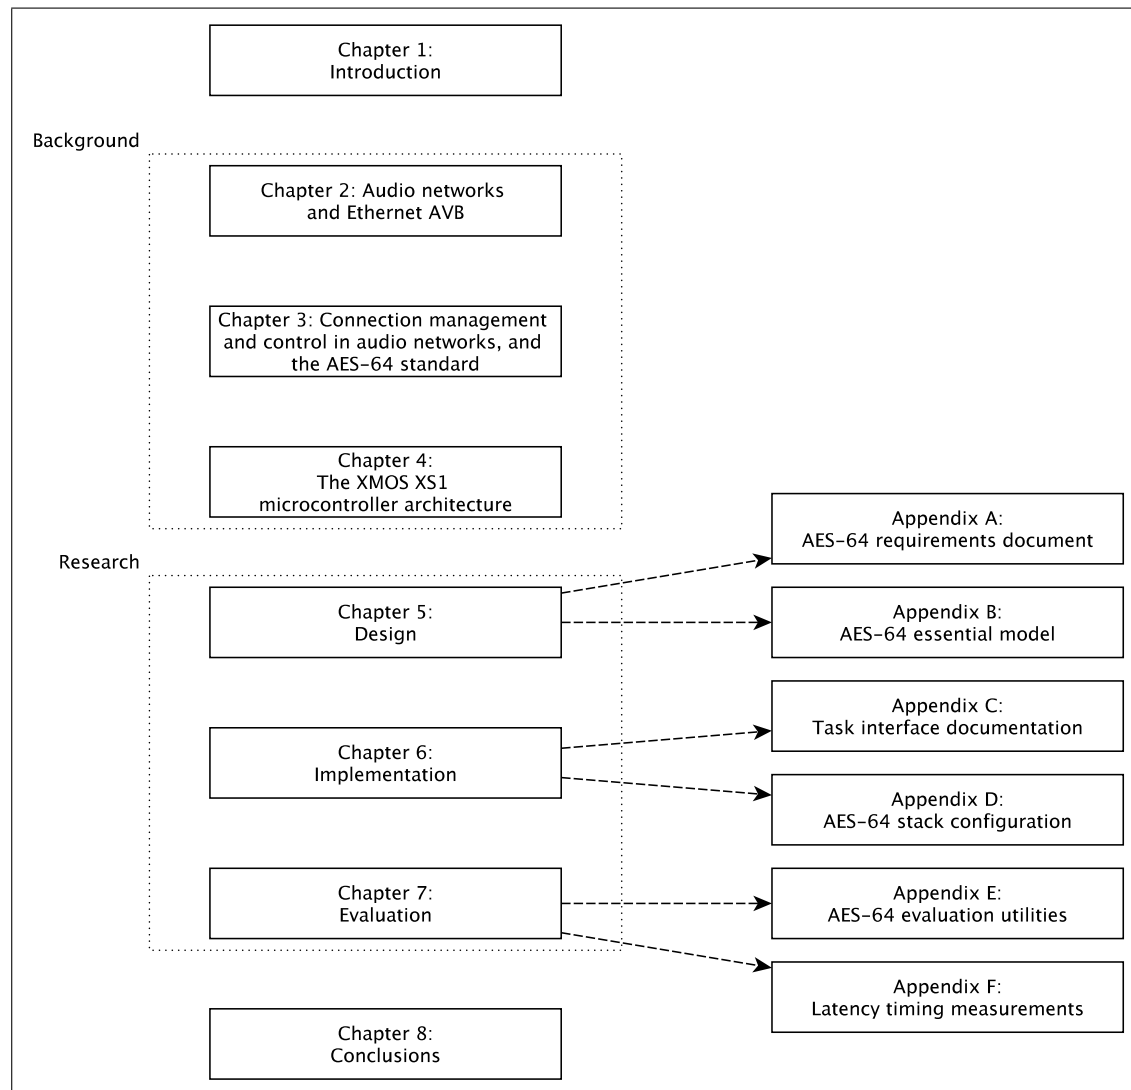 Chapter 1:
Introduction
Background
Chapter 2: Audio networks
and Ethernet AVB
Chapter 3: Connection management
and control in audio networks, and
the AES-64 standard
Chapter 4:
The XMOS XS1
microcontroller architecture
Research
Chapter 5:
Design
Chapter 6:
Implementation
Chapter 7:
Evaluation
Chapter 8:
Conclusions
Appendix A:
AES-64 requirements document
Appendix B:
AES-64 essential model
Appendix C:
Task interface documentation
Appendix D:
AES-64 stack configuration
Appendix E:
AES-64 evaluation utilities
Appendix F:
Latency timing measurements